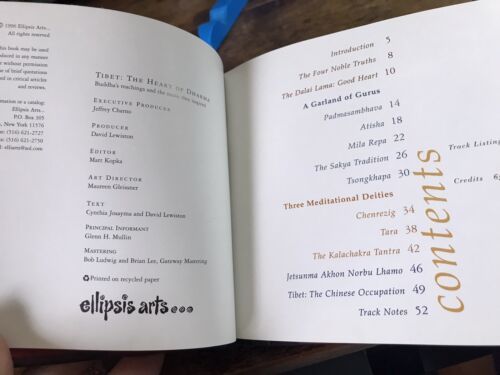 © 1996 Ellipsis Arts...
All rights reserved
this book may be used
produced in any manner
without permission
of brief quotations
in critical articles
and reviews.
a catalog:
Ellipsis Arts...
P.O. Box 305
New York 11576
(516) 621-2727
(516) 621-2750
TIBET: THE HEART OF DHARMA
Buddha's teachings and the music they inspired
EXECUTIVE PRODUCER
Jeffrey Charno
PRODUCER
David Lewiston
EDITOR
Matt Kopka
ART DIRECTOR
Maureen Gleissner
TEXT
Cynthia Jouayma and David Lewiston
PRINCIPAL INFORMANT
Glenn H. Mullin
MASTERING
Bob Ludwig and Brian Lee, Gateway Mastering
Printed on recycled paper
ellipsis arts...
Introduction 5
The Four Noble Truths 8
The Dalai Lama: Good Heart 10
A Garland of Gurus
Padmasambhava 14
Atisha 18
Mila Repa 22
The Sakya Tradition 26
Tsongkhapa 30
Three Meditational Deities
Chenrezig 34
Tara 38
The Kalachakra Tantra 42
Jetsunma Akhon Norbu Lhamo 46
Tibet: The Chinese Occupation 49
Track Notes 52
contents
Track Listing
Credits